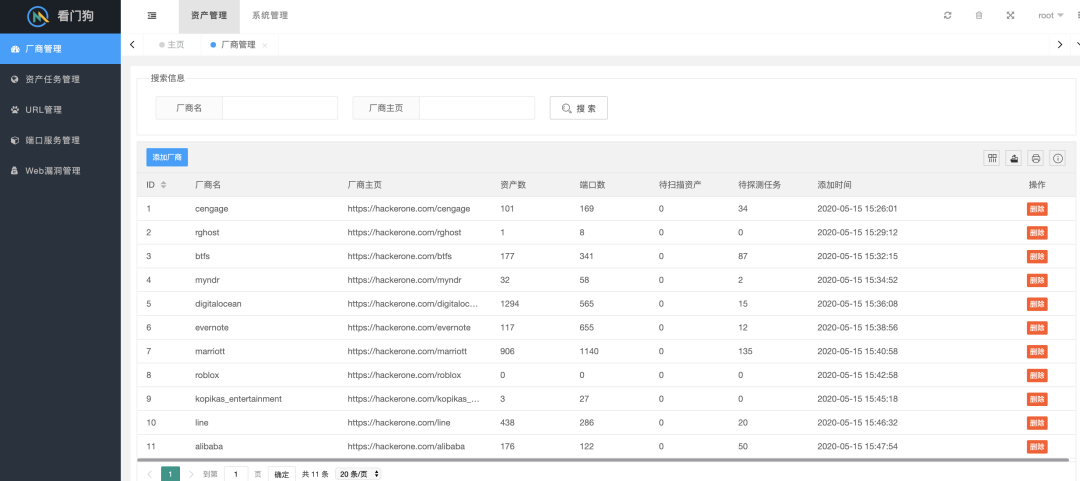 看门狗
资产管理 系统管理 root
厂商管理
主页 厂商管理
资产任务管理
URL管理
端口服务管理
Web漏洞管理
搜索信息
厂商名 厂商主页 搜 索
添加厂商
ID 厂商名 厂商主页 资产数 端口数 待扫描资产 待探测任务 添加时间 操作
1 cengage https://hackerone.com/cengage 101 169 0 34 2020-05-15 15:26:01 删除
2 rghost https://hackerone.com/rghost 1 8 0 0 2020-05-15 15:29:12 删除
3 btfs https://hackerone.com/btfs 177 341 0 87 2020-05-15 15:32:15 删除
4 myndr https://hackerone.com/myndr 32 58 0 2 2020-05-15 15:34:52 删除
5 digitalocean https://hackerone.com/digitaloc... 1294 565 0 15 2020-05-15 15:36:08 删除
6 evernote https://hackerone.com/evernote 117 655 0 12 2020-05-15 15:38:56 删除
7 marriott https://hackerone.com/marriott 906 1140 0 135 2020-05-15 15:40:58 删除
8 roblox https://hackerone.com/roblox 0 0 0 0 2020-05-15 15:42:58 删除
9 kopikas_entertainment https://hackerone.com/kopikas_... 3 27 0 0 2020-05-15 15:45:18 删除
10 line https://hackerone.com/line 438 286 0 20 2020-05-15 15:46:32 删除
11 alibaba https://hackerone.com/alibaba 176 122 0 50 2020-05-15 15:47:54 删除
1 到第 1 页 确定 共 11 条 20 条/页